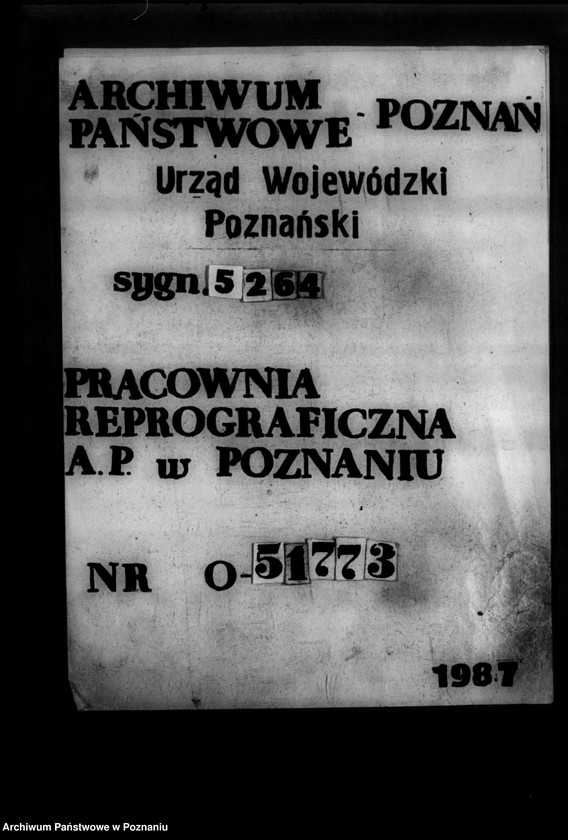 ARCHIWUM
PAŃSTWOWE - POZNAŃ
Urząd Wojewódzki
Poznański
sygn. 5264
PRACOWNIA
REPROGRAFICZNA
A.P. w POZNANIU
NR O-51773
1987
Archiwum Państwowe w Poznaniu